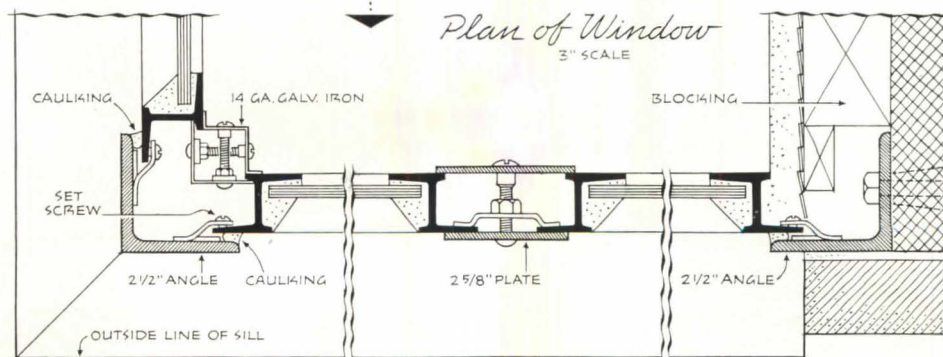 Plan of Window
3" SCALE
CAULKING
14 GA. GALV. IRON
BLOCKING
SET
SCREW
2 1/2" ANGLE
CAULKING
2 5/8" PLATE
2 1/2" ANGLE
OUTSIDE LINE OF SILL